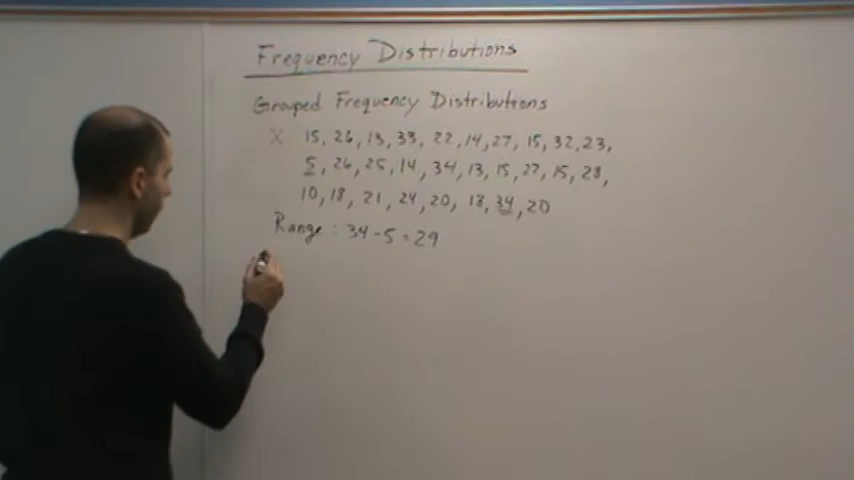 Frequency Distributions
Grouped Frequency Distributions
X 15, 26, 13, 33, 22, 14, 27, 15, 32, 23,
5, 26, 25, 14, 34, 13, 15, 27, 15, 28,
10, 18, 21, 24, 20, 18, 34, 20
Range : 34 - 5 = 29